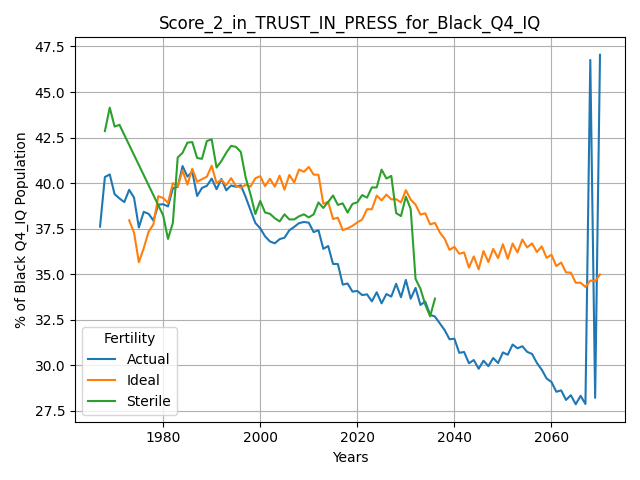 Score_2_in_TRUST_IN_PRESS_for_Black_Q4_IQ
% of Black Q4_IQ Population
47.5
45.0
42.5
40.0
37.5
35.0
32.5
30.0
27.5
Fertility
Actual
Ideal
Sterile
1980
2000
2020
2040
2060
Years